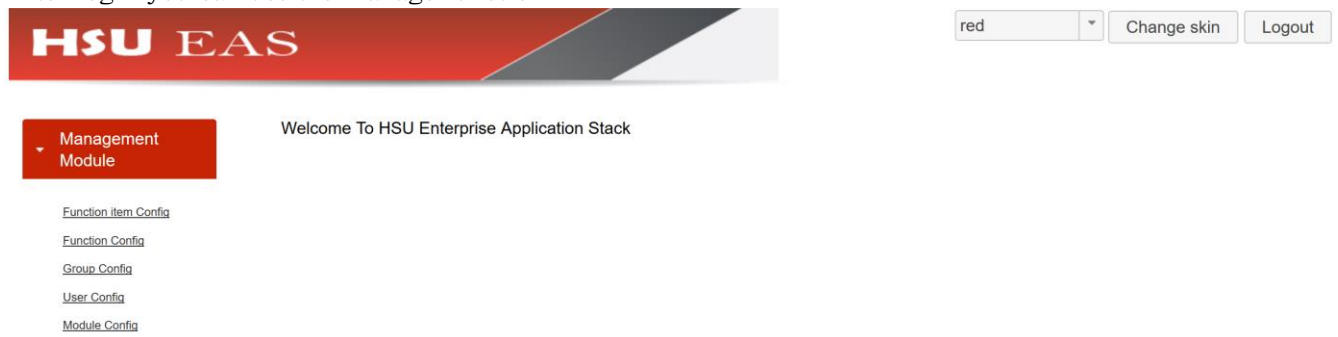 HSU EAS
red
Change skin
Logout
Management
Module
Welcome To HSU Enterprise Application Stack
Function item Config
Function Config
Group Config
User Config
Module Config